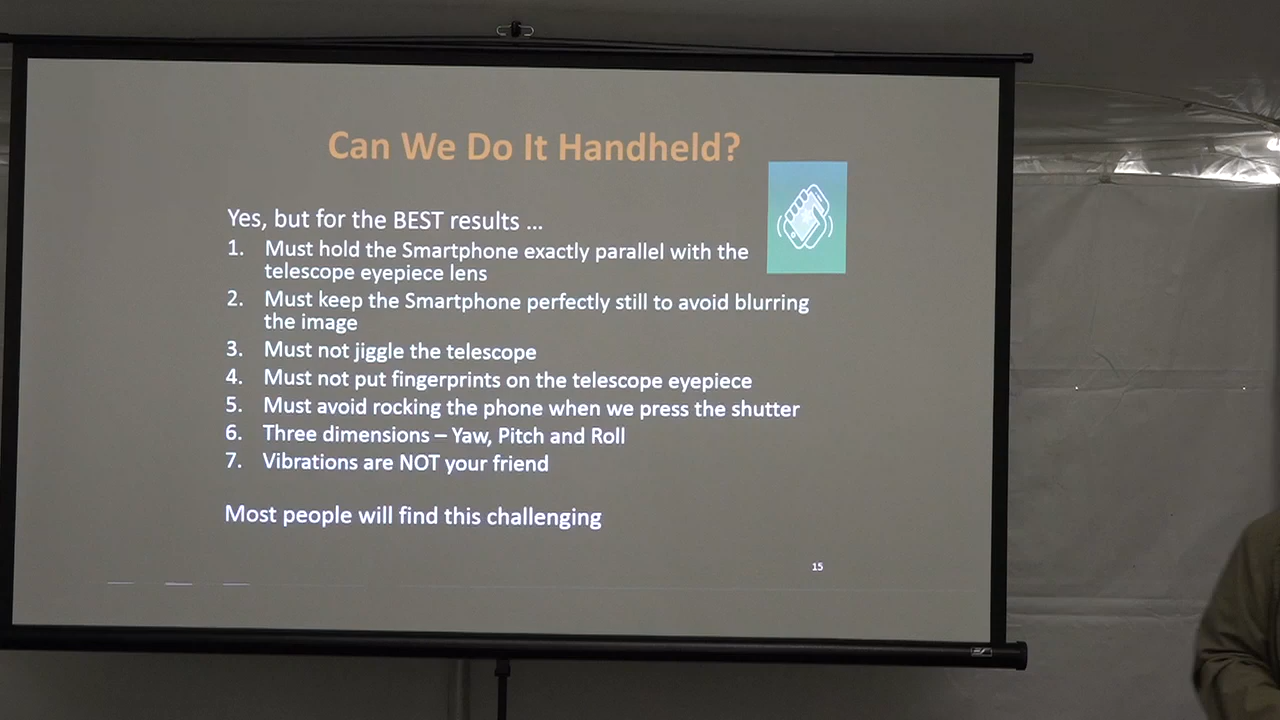 Can We Do It Handheld?
Yes, but for the BEST results ...
1. Must hold the Smartphone exactly parallel with the
telescope eyepiece lens
2. Must keep the Smartphone perfectly still to avoid blurring
the image
3. Must not jiggle the telescope
4. Must not put fingerprints on the telescope eyepiece
5. Must avoid rocking the phone when we press the shutter
6. Three dimensions – Yaw, Pitch and Roll
7. Vibrations are NOT your friend
Most people will find this challenging
15